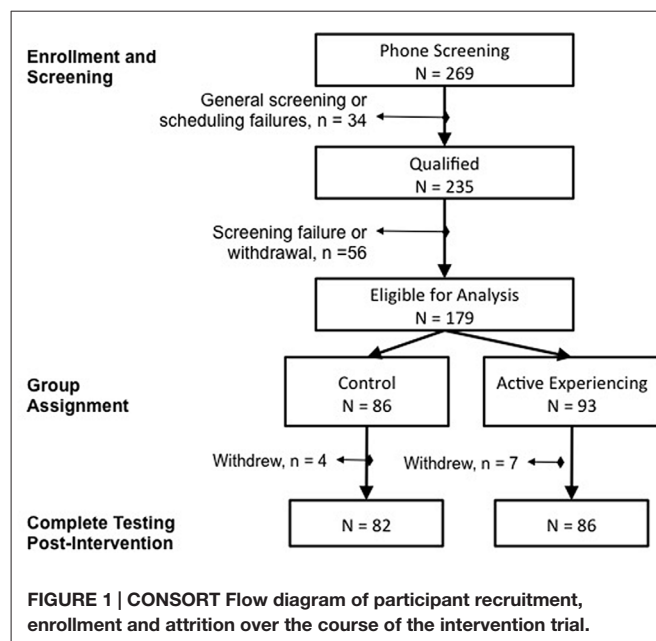 Enrollment and
Screening
Phone Screening
N = 269
General screening or
scheduling failures, n = 34
Qualified
N = 235
Screening failure or
withdrawal, n =56
Eligible for Analysis
N = 179
Group
Assignment
Control
N = 86
Active Experiencing
N = 93
Withdrew, n = 4
Withdrew, n = 7
Complete Testing
Post-Intervention
N = 82
N = 86
FIGURE 1 | CONSORT Flow diagram of participant recruitment,
enrollment and attrition over the course of the intervention trial.